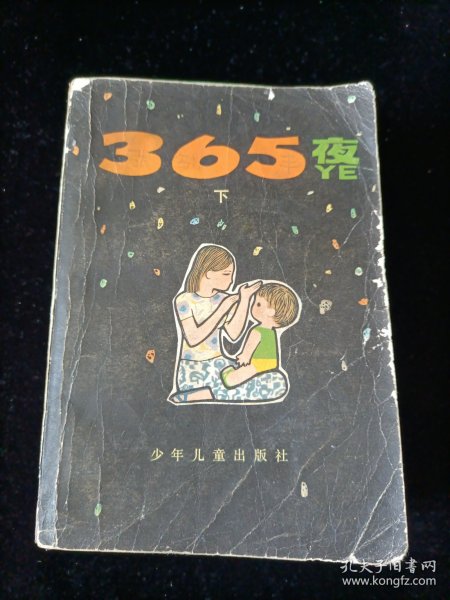 365夜
YE
下
少年儿童出版社
孔夫子旧书网
www.kongfz.com